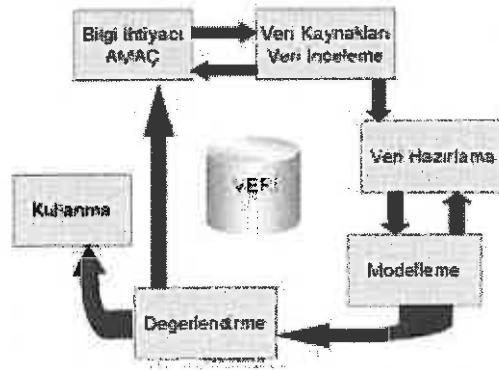 Bilgi İhtiyacı
AMAÇ
Veri Kaynakları
Veri İnceleme
Veri Hazırlama
VERİ
Kullanma
Modelleme
Değerlendirme